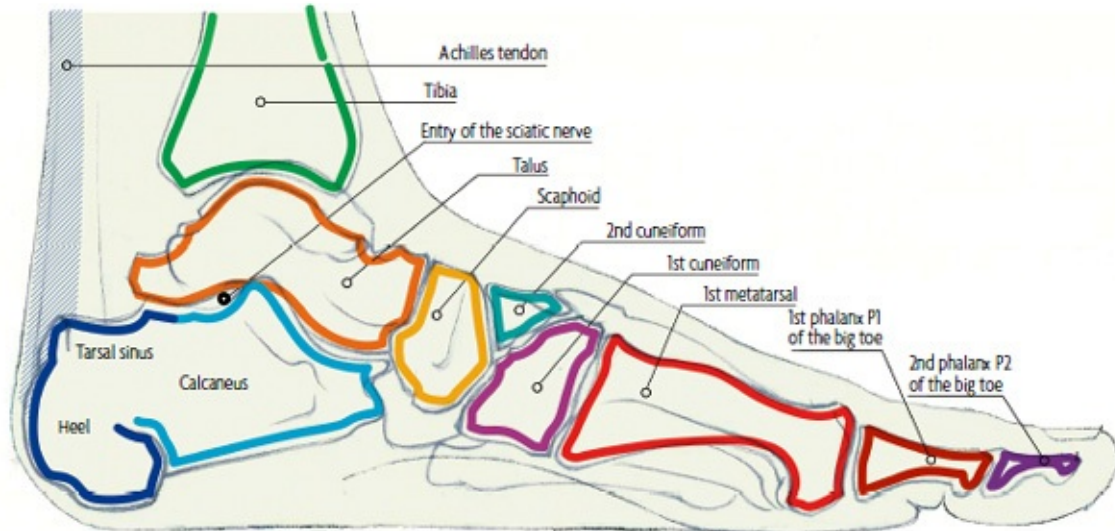 Achilles tendon
Tibia
Entry of the sciatic nerve
Talus
Scaphoid
2nd cuneiform
1st cuneiform
1st metatarsal
1st phalanx P1
of the big toe
2nd phalanx P2
of the big toe
Tarsal sinus
Calcaneus
Heel